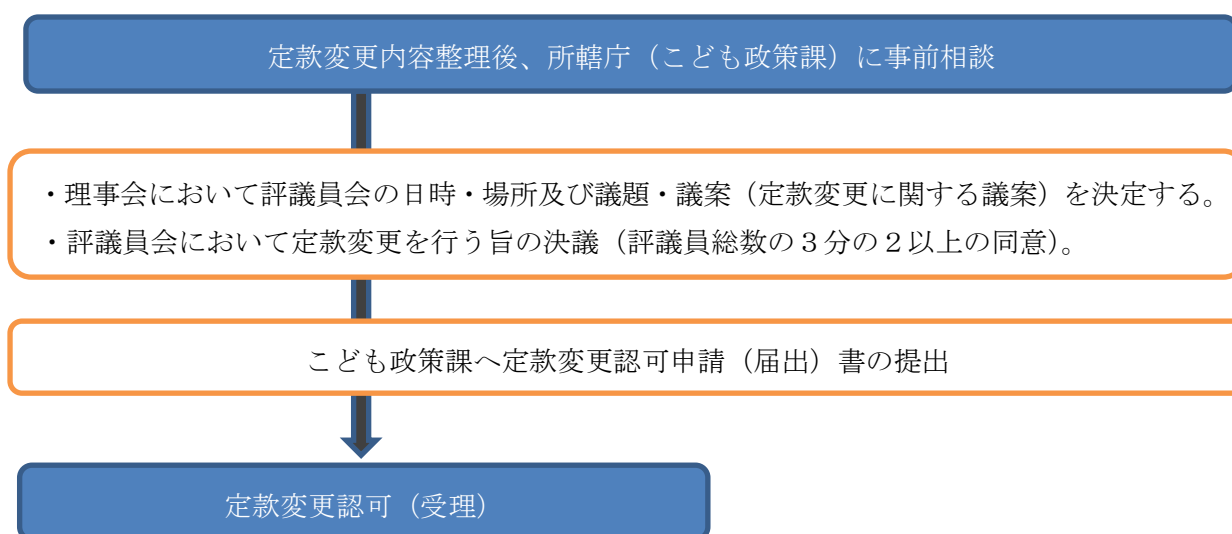 定款変更内容整理後、所轄庁（こども政策課）に事前相談
・理事会において評議員会の日時・場所及び議題・議案（定款変更に関する議案）を決定する。
・評議員会において定款変更を行う旨の決議（評議員総数の３分の２以上の同意）。
こども政策課へ定款変更認可申請（届出）書の提出
定款変更認可（受理）